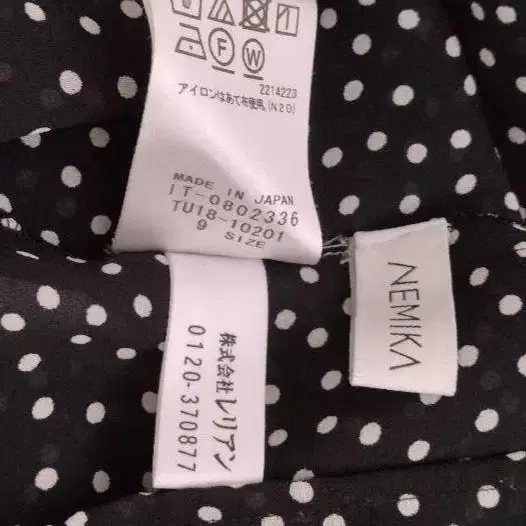 F
W
2214223
アイロンはあて布使用。(N20)
MADE IN JAPAN
IT-0802336
TU18-10201
9 SIZE
NEMIKA
株式会社レリアン
0120-370877